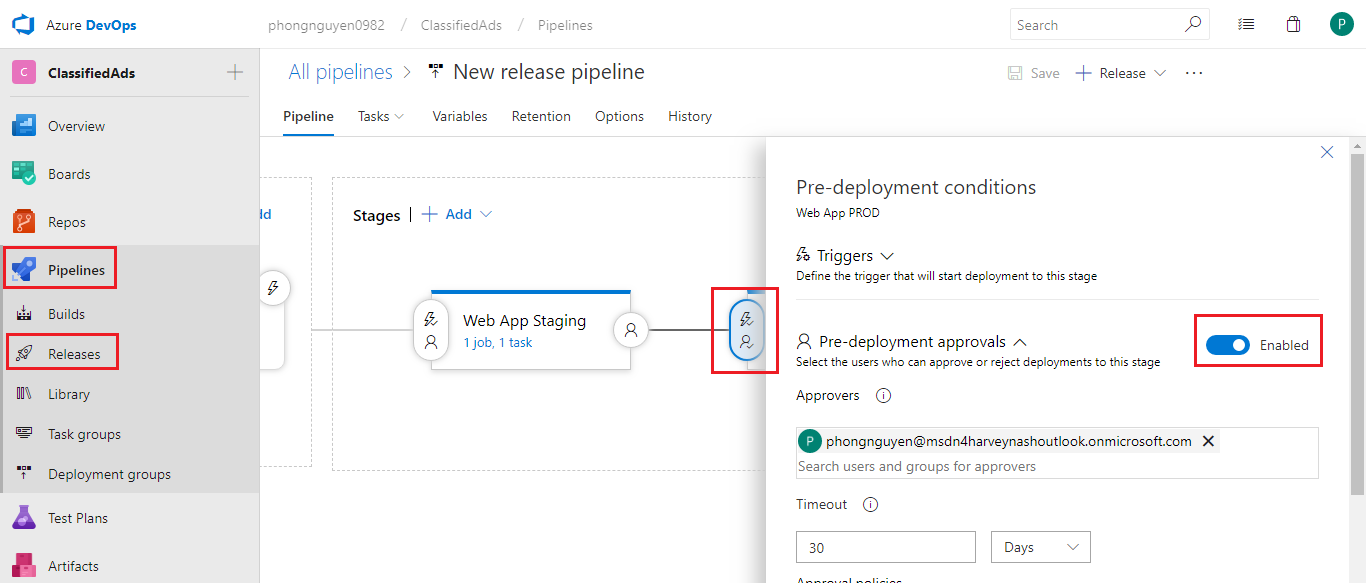 Azure DevOps
phongnguyen0982 / ClassifiedAds / Pipelines
Search
P
C ClassifiedAds
Overview
Boards
Repos
Pipelines
Builds
Releases
Library
Task groups
Deployment groups
Test Plans
Artifacts
All pipelines > New release pipeline
Save
Release
Pipeline Tasks Variables Retention Options History
Stages | Add
Web App Staging
1 job, 1 task
Pre-deployment conditions
Web App PROD
Triggers
Define the trigger that will start deployment to this stage
Pre-deployment approvals
Enabled
Select the users who can approve or reject deployments to this stage
Approvers
P phongnguyen@msdn4harveynashoutlook.onmicrosoft.com
Search users and groups for approvers
Timeout
30 Days
Approval policies